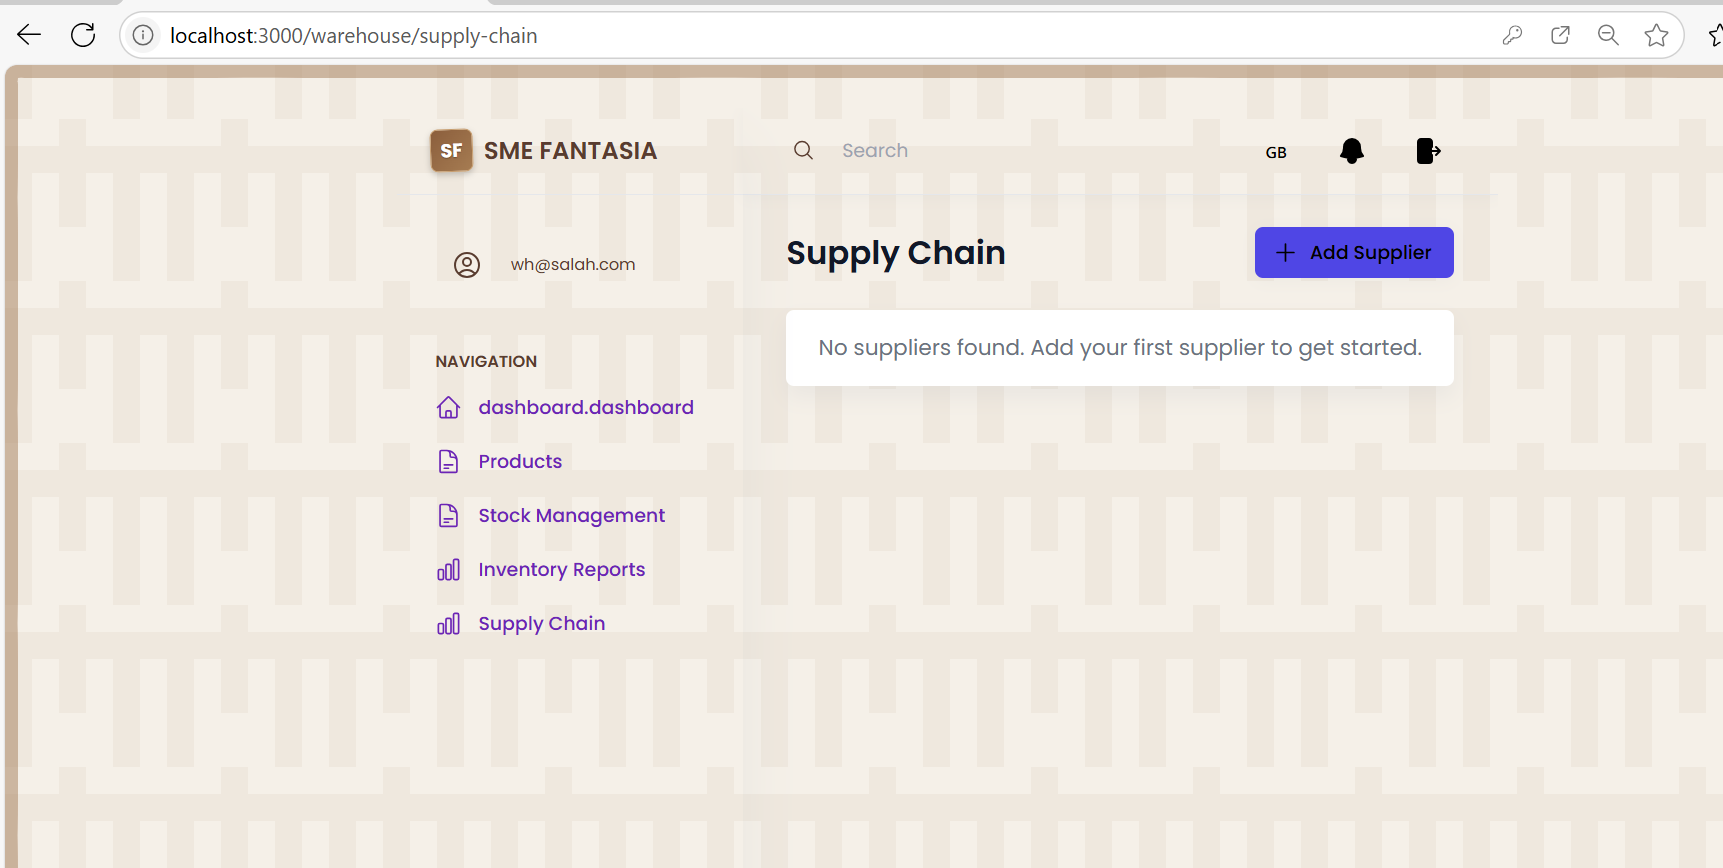 localhost:3000/warehouse/supply-chain
SF SME FANTASIA
Search
GB
wh@salah.com
Supply Chain
Add Supplier
No suppliers found. Add your first supplier to get started.
NAVIGATION
dashboard.dashboard
Products
Stock Management
Inventory Reports
Supply Chain